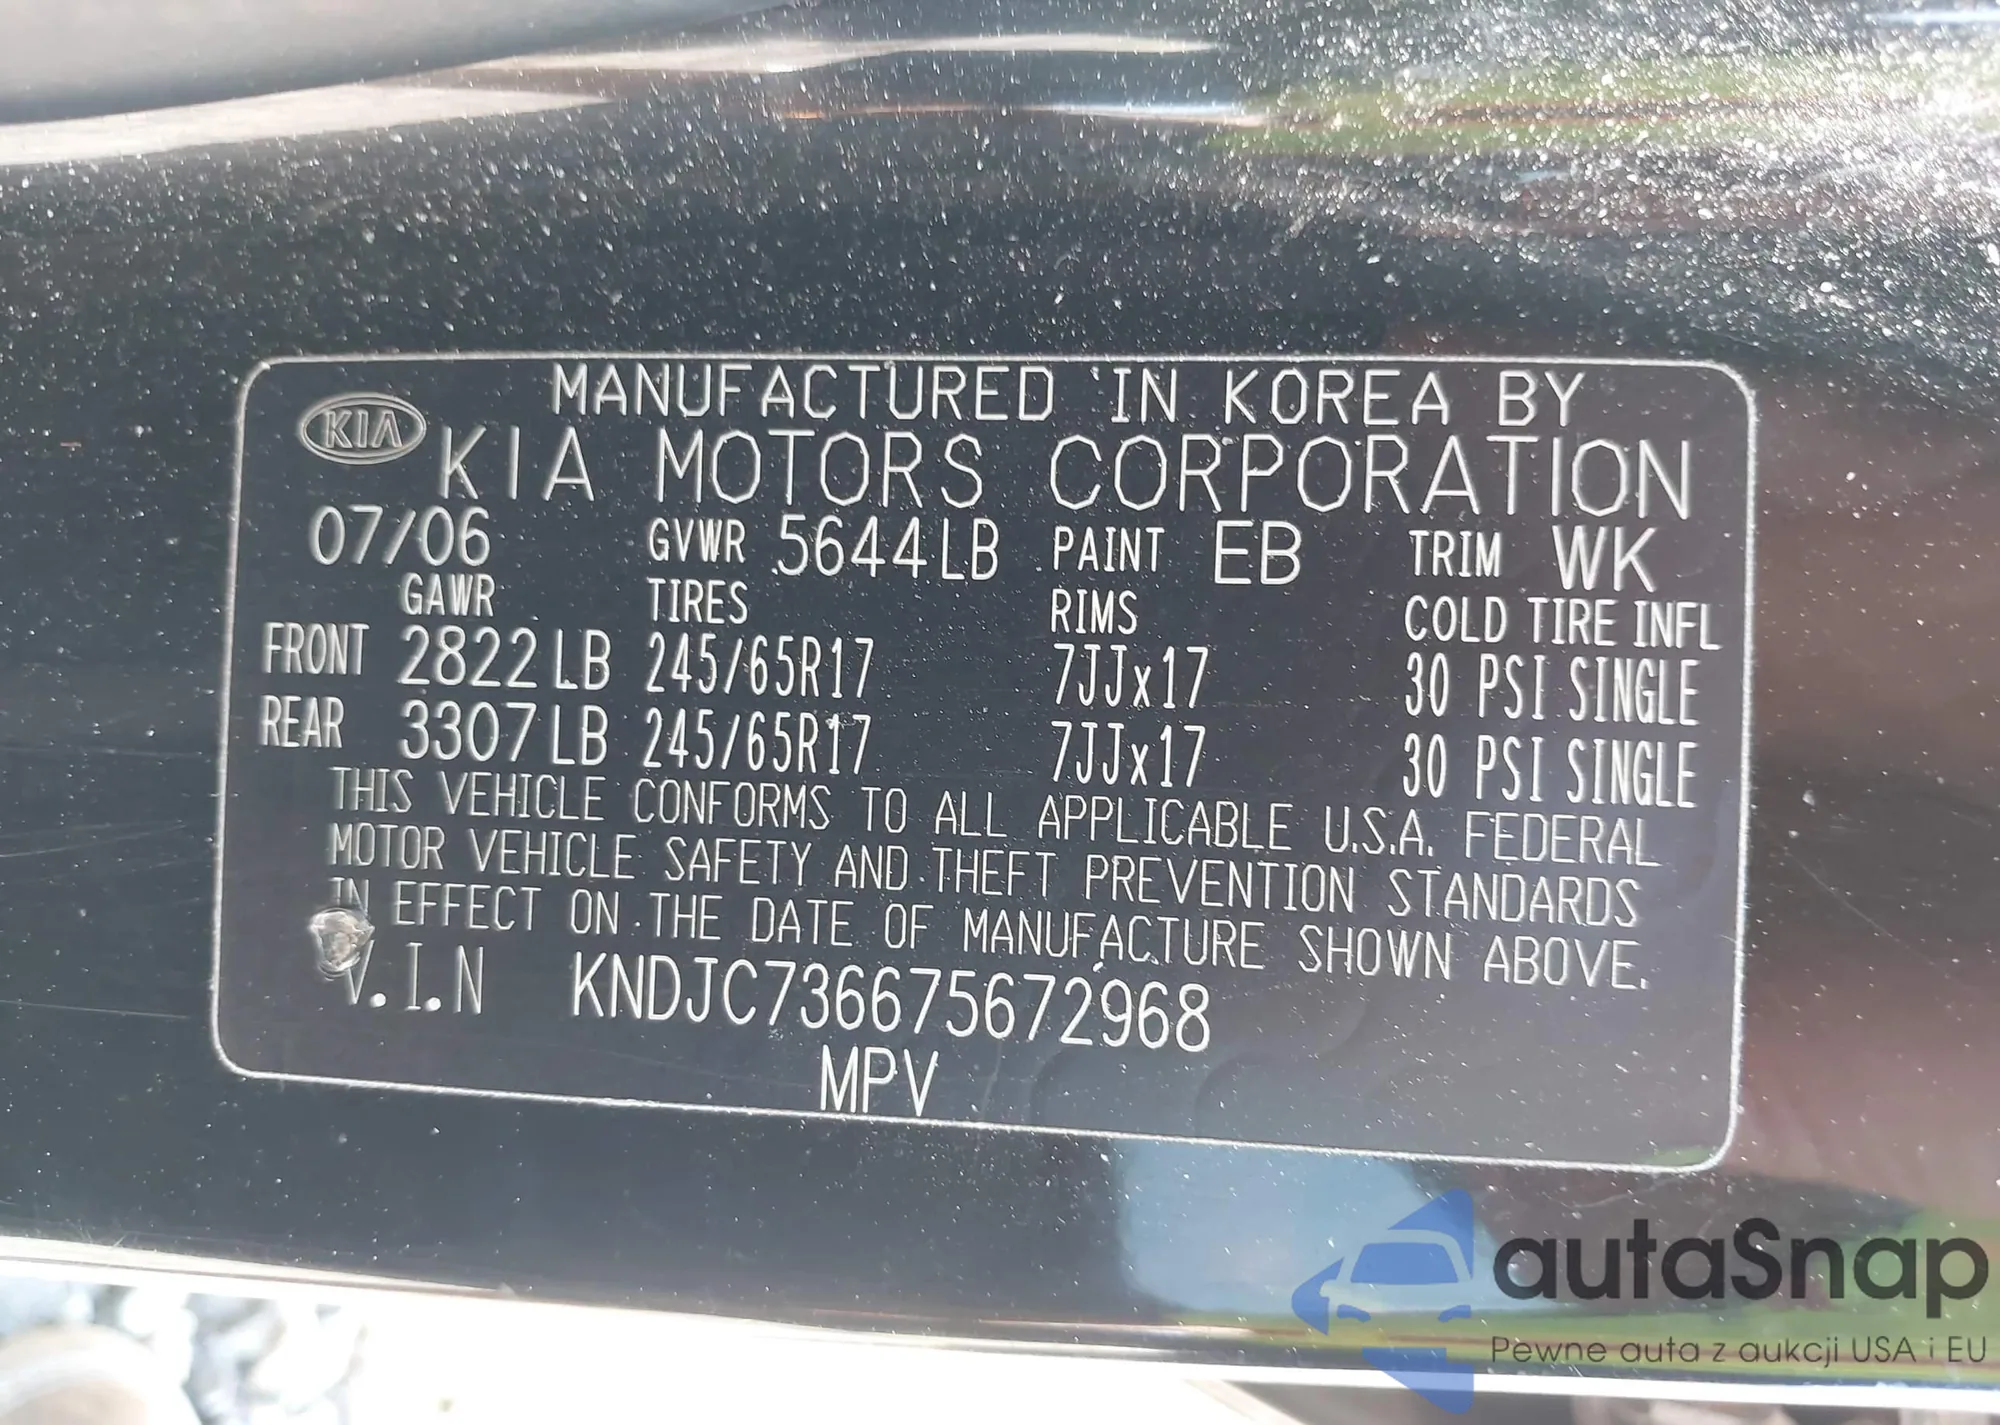 MANUFACTURED IN KOREA BY
KIA KIA MOTORS CORPORATION
07/06 GVWR 5644LB PAINT EB TRIM WK
GAWR TIRES RIMS COLD TIRE INFL
FRONT 2822LB 245/65R17 7JJx17 30 PSI SINGLE
REAR 3307LB 245/65R17 7JJx17 30 PSI SINGLE
THIS VEHICLE CONFORMS TO ALL APPLICABLE U.S.A. FEDERAL
MOTOR VEHICLE SAFETY AND THEFT PREVENTION STANDARDS
IN EFFECT ON THE DATE OF MANUFACTURE SHOWN ABOVE.
V.I.N KNDJC736675672968
MPV
autaSnap
Pewne auta z aukcji USA i EU